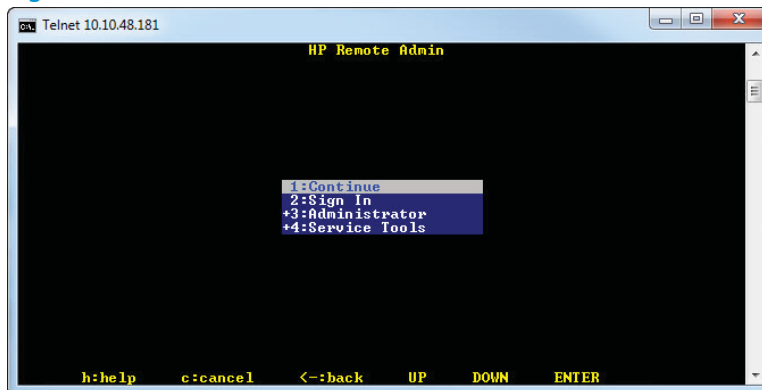 Telnet 10.10.48.181
HP Remote Admin
1:Continue
2:Sign In
+3:Administrator
+4:Service Tools
h:help c:cancel <-:back UP DOWN ENTER